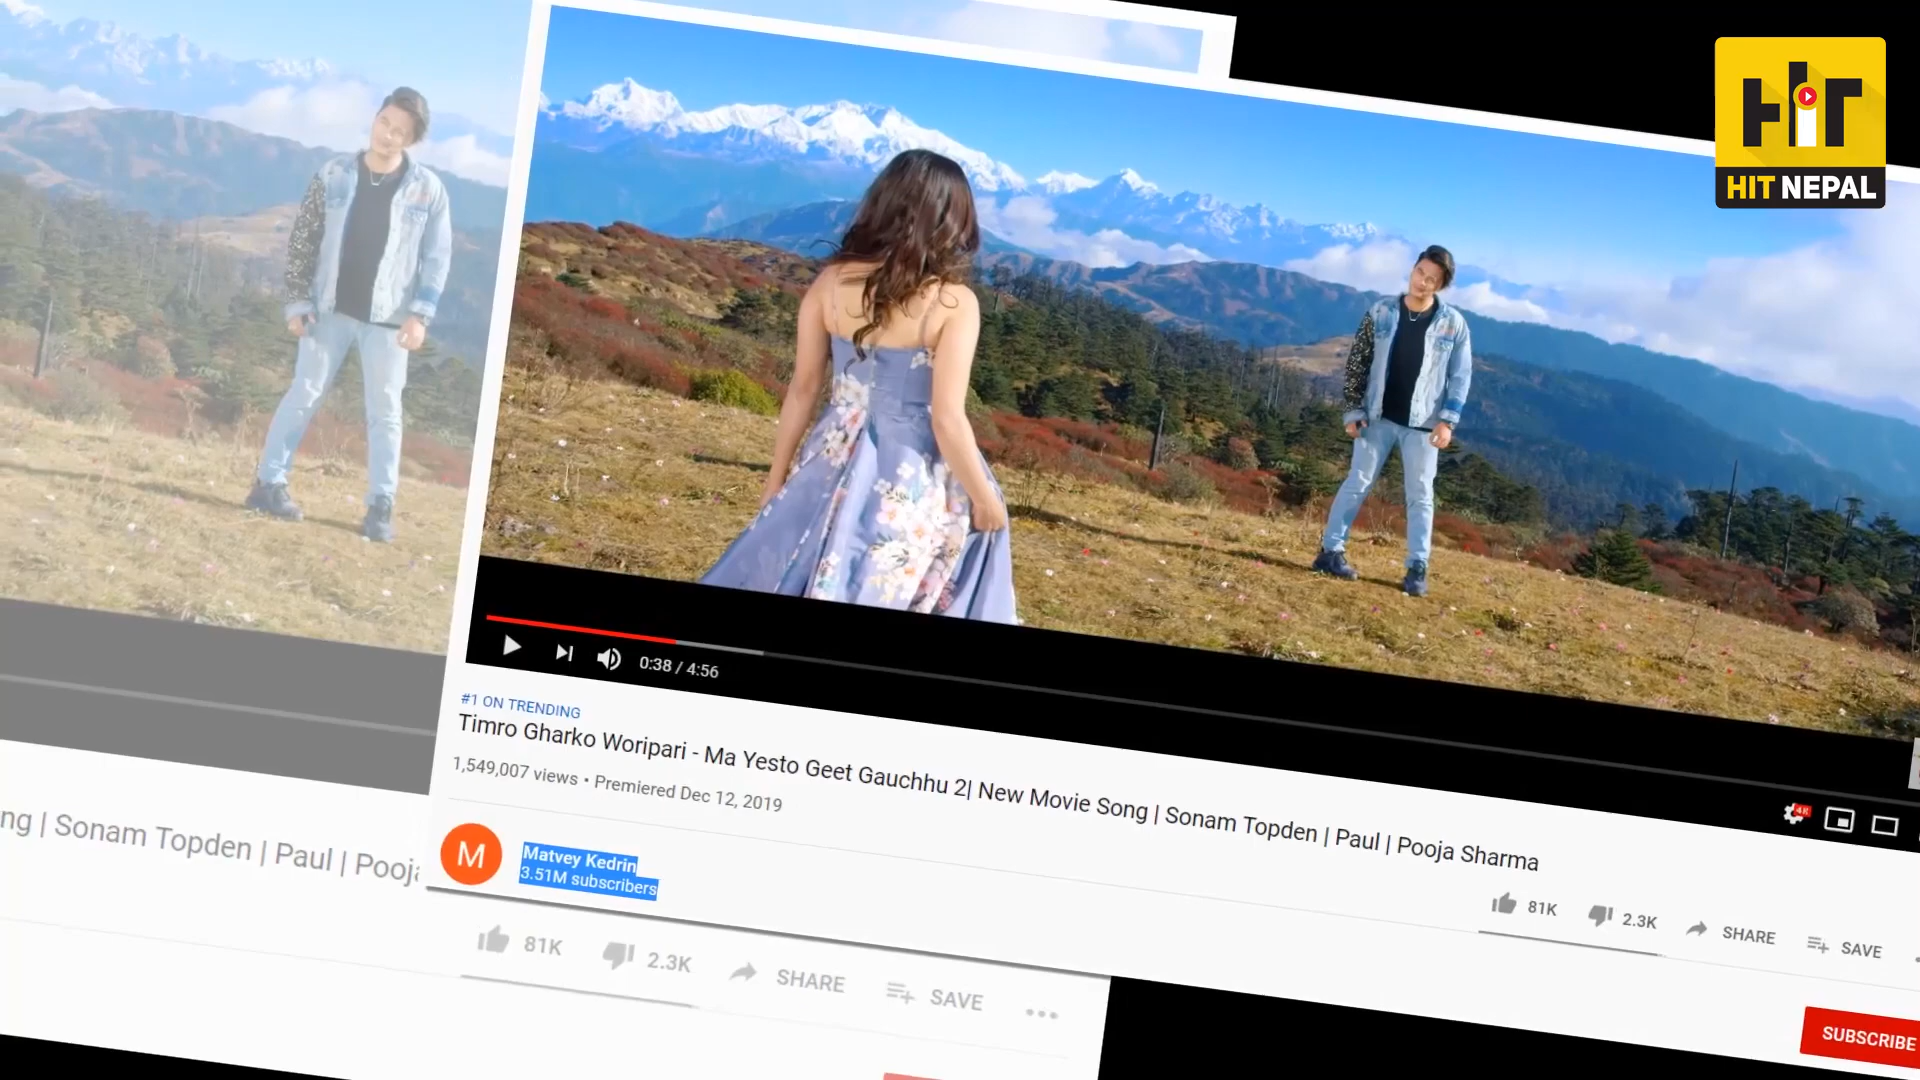 HIT
HIT NEPAL
0:38 / 4:56
4K
#1 ON TRENDING
Timro Gharko Woripari - Ma Yesto Geet Gauchhu 2| New Movie Song | Sonam Topden | Paul | Pooja Sharma
1,549,007 views • Premiered Dec 12, 2019
M
Matvey Kedrin
3.51M subscribers
81K
2.3K
SHARE
SAVE
SUBSCRIBE
ng | Sonam Topden | Paul |
81K
2.3K
SHARE
SAVE